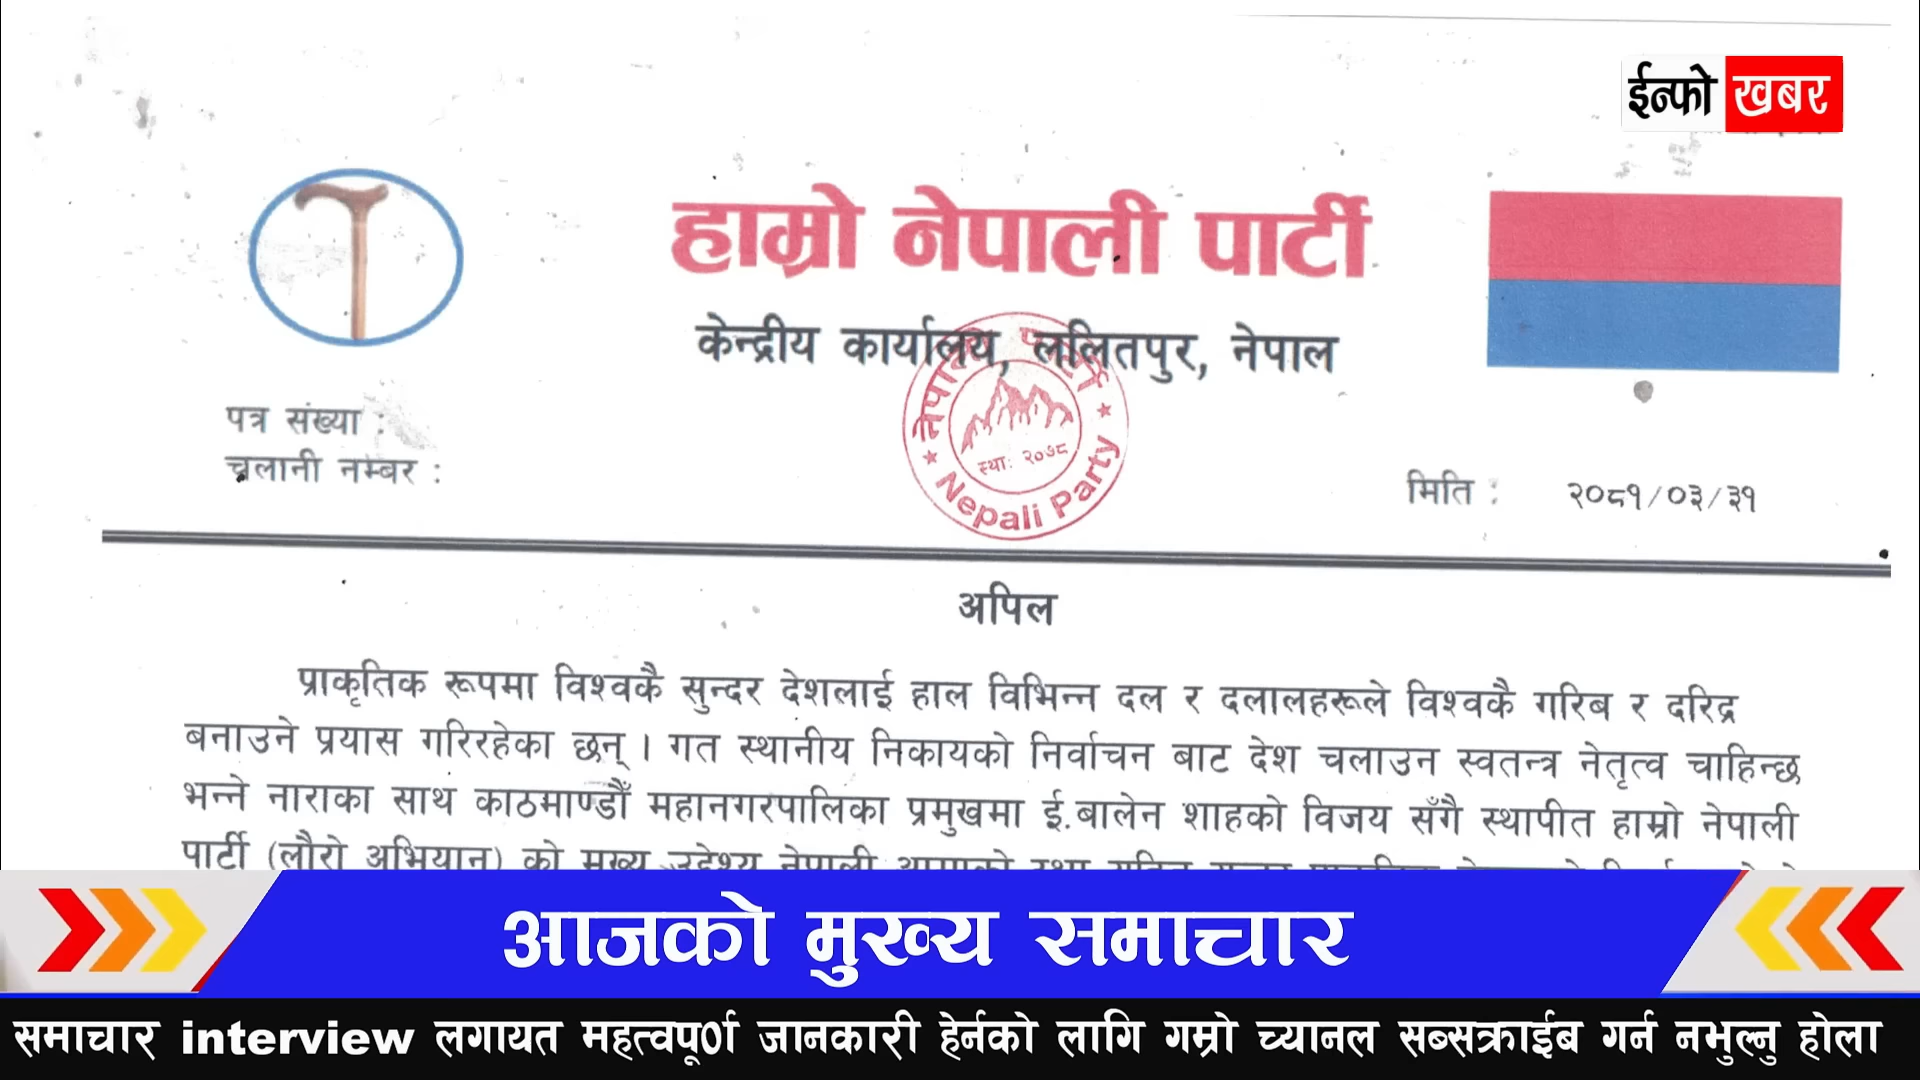 ईन्फो खबर
हाम्रो नेपाली पार्टी
केन्द्रीय कार्यालय, ललितपुर, नेपाल
नेपाली पार्टी
स्था: २०७८
Nepali Party
पत्र संख्या :
चलानी नम्बर :
मिति : २०८१/०३/३१
अपिल
प्राकृतिक रूपमा विश्वकै सुन्दर देशलाई हाल विभिन्न दल र दलालहरूले विश्वकै गरिब र दरिद्र
बनाउने प्रयास गरिरहेका छन् । गत स्थानीय निकायको निर्वाचन बाट देश चलाउन स्वतन्त्र नेतृत्व चाहिन्छ
भन्ने नाराका साथ काठमाण्डौं महानगरपालिका प्रमुखमा ई.बालेन शाहको विजय सँगै स्थापीत हाम्रो नेपाली
पार्टी (लौरो अभियान) को मुख्य उद्देश्य नेपाली
आजको मुख्य समाचार
समाचार interview लगायत महत्वपूर्ण जानकारी हेर्नको लागि गम्रो च्यानल सब्सक्राईब गर्न नभुल्नु होला